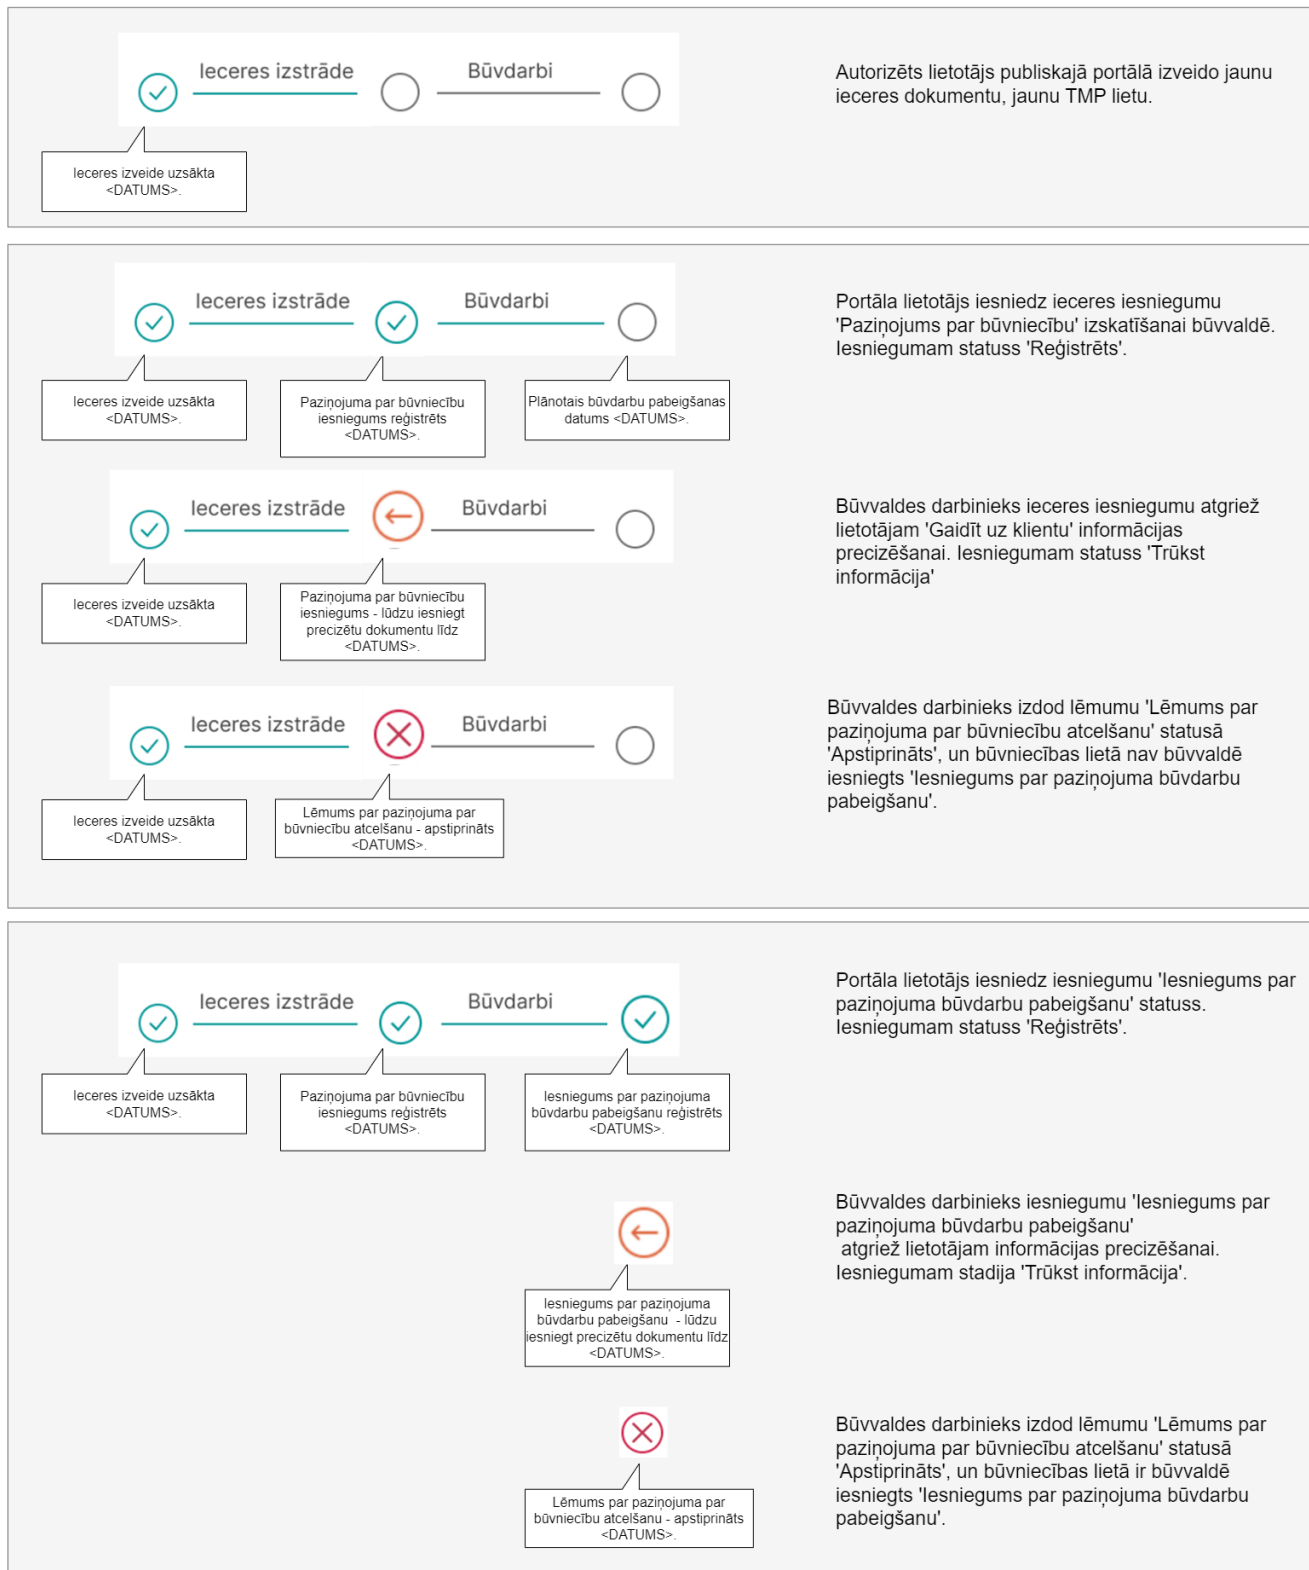 Ieceres izstrāde
Būvdarbi
Ieceres izveide uzsākta
<DATUMS>.
Autorizēts lietotājs publiskajā portālā izveido jaunu
ieceres dokumentu, jaunu TMP lietu.
Ieceres izstrāde
Būvdarbi
Ieceres izveide uzsākta
<DATUMS>.
Paziņojuma par būvniecību
iesniegums reģistrēts
<DATUMS>.
Plānotais būvdarbu pabeigšanas
datums <DATUMS>.
Portāla lietotājs iesniedz ieceres iesniegumu
'Paziņojums par būvniecību' izskatīšanai būvvaldē.
Iesniegumam statuss 'Reģistrēts'.
Ieceres izstrāde
Būvdarbi
Ieceres izveide uzsākta
<DATUMS>.
Paziņojuma par būvniecību
iesniegums - lūdzu iesniegt
precizētu dokumentu līdz
<DATUMS>.
Būvvaldes darbinieks ieceres iesniegumu atgriež
lietotājam 'Gaidīt uz klientu' informācijas
precizēšanai. Iesniegumam statuss 'Trūkst
informācija'
Ieceres izstrāde
Būvdarbi
Ieceres izveide uzsākta
<DATUMS>.
Lēmums par paziņojuma par
būvniecību atcelšanu - apstiprināts
<DATUMS>.
Būvvaldes darbinieks izdod lēmumu 'Lēmums par
paziņojuma par būvniecību atcelšanu' statusā
'Apstiprināts', un būvniecības lietā nav būvvaldē
iesniegts 'Iesniegums par paziņojuma būvdarbu
pabeigšanu'.
Ieceres izstrāde
Būvdarbi
Ieceres izveide uzsākta
<DATUMS>.
Paziņojuma par būvniecību
iesniegums reģistrēts
<DATUMS>.
Iesniegums par paziņojuma
būvdarbu pabeigšanu reģistrēts
<DATUMS>.
Portāla lietotājs iesniedz iesniegumu 'Iesniegums par
paziņojuma būvdarbu pabeigšanu' statuss.
Iesniegumam statuss 'Reģistrēts'.
Iesniegums par paziņojuma
būvdarbu pabeigšanu - lūdzu
iesniegt precizētu dokumentu līdz
<DATUMS>.
Būvvaldes darbinieks iesniegumu 'Iesniegums par
paziņojuma būvdarbu pabeigšanu'
atgriež lietotājam informācijas precizēšanai.
Iesniegumam stadija 'Trūkst informācija'.
Lēmums par paziņojuma par
būvniecību atcelšanu - apstiprināts
<DATUMS>.
Būvvaldes darbinieks izdod lēmumu 'Lēmums par
paziņojuma par būvniecību atcelšanu' statusā
'Apstiprināts', un būvniecības lietā ir būvvaldē
iesniegts 'Iesniegums par paziņojuma būvdarbu
pabeigšanu'.